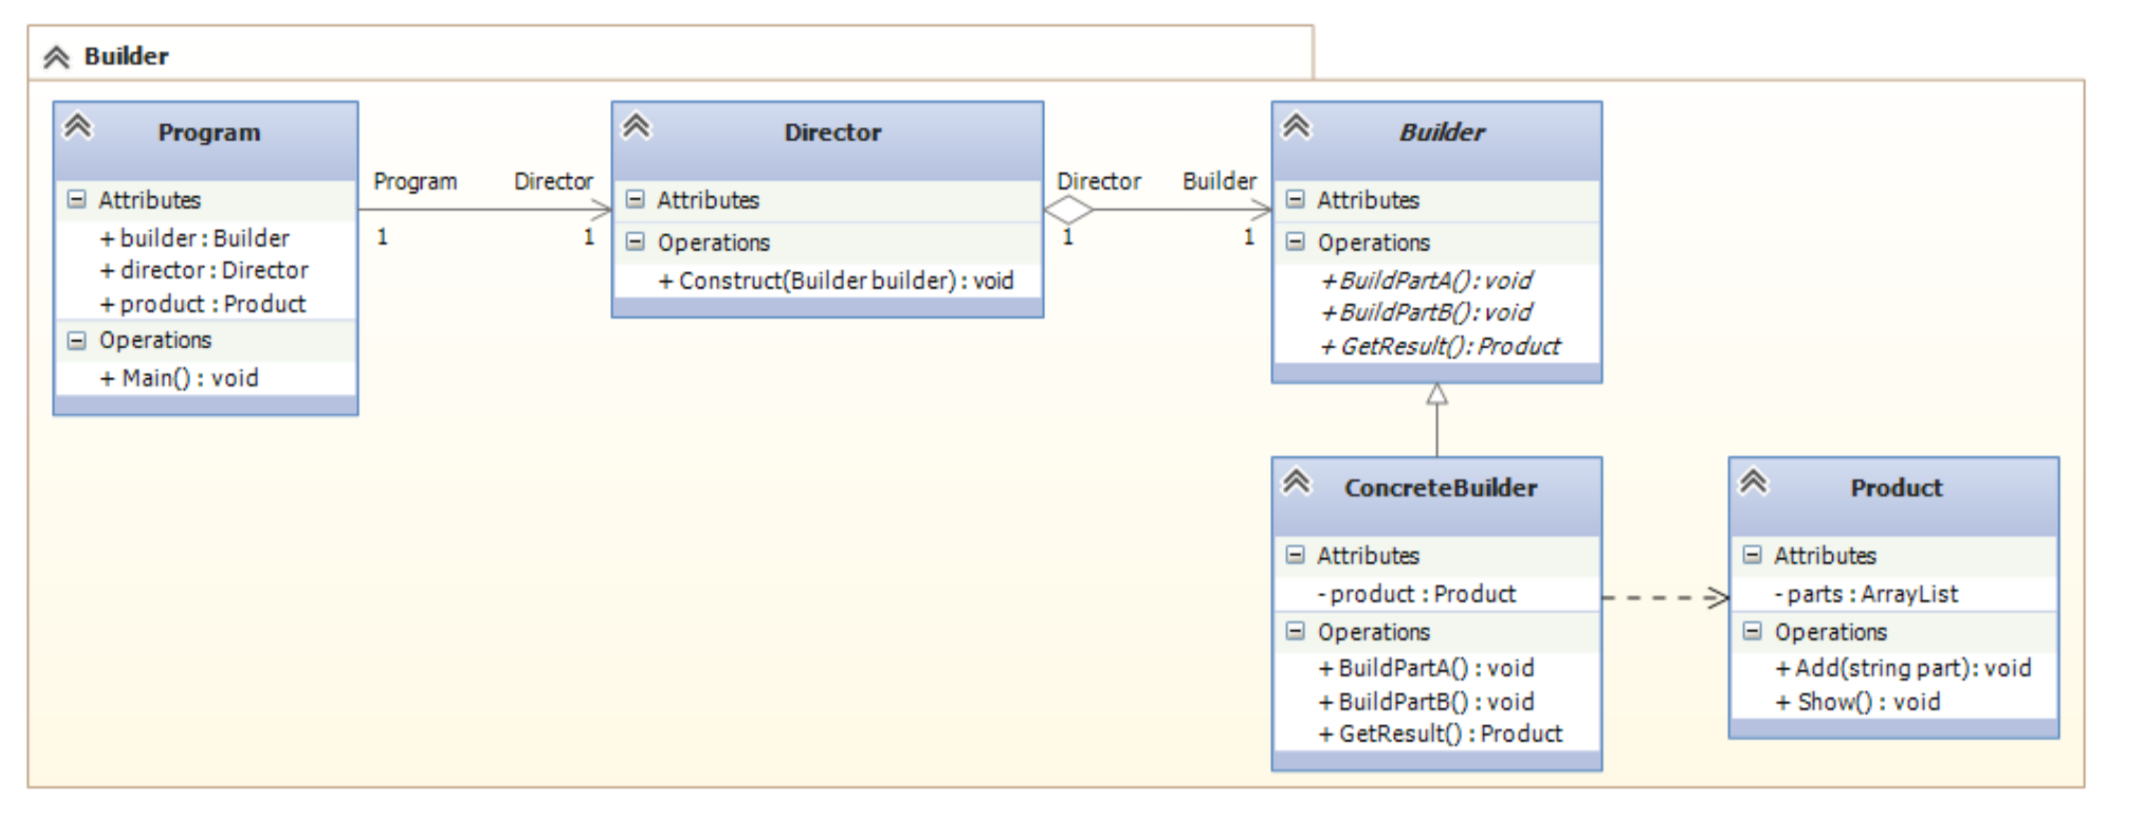 Builder
Program
Attributes
+ builder : Builder
+ director : Director
+ product : Product
Operations
+ Main() : void
Program
Director
1
1
Director
Attributes
Operations
+ Construct(Builder builder) : void
Director
Builder
1
1
Builder
Attributes
Operations
+ BuildPartA() : void
+ BuildPartB() : void
+ GetResult() : Product
ConcreteBuilder
Attributes
- product : Product
Operations
+ BuildPartA() : void
+ BuildPartB() : void
+ GetResult() : Product
Product
Attributes
- parts : ArrayList
Operations
+ Add(string part) : void
+ Show() : void